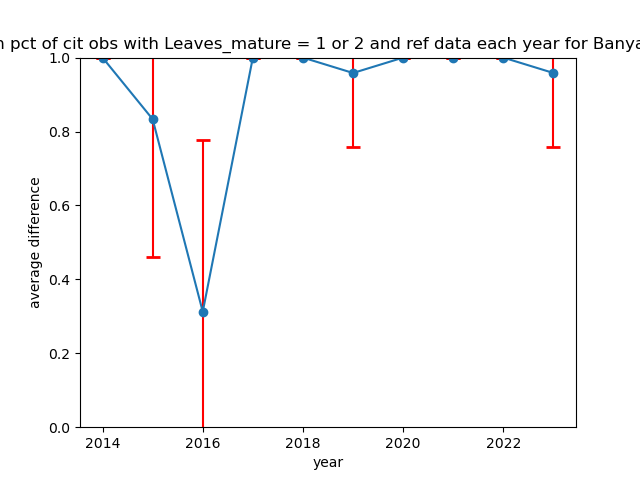 pct of cit obs with Leaves_mature = 1 or 2 and ref data each year for
1.0
0.8
0.6
0.4
0.2
0.0
average difference
2014 2016 2018 2020 2022
year